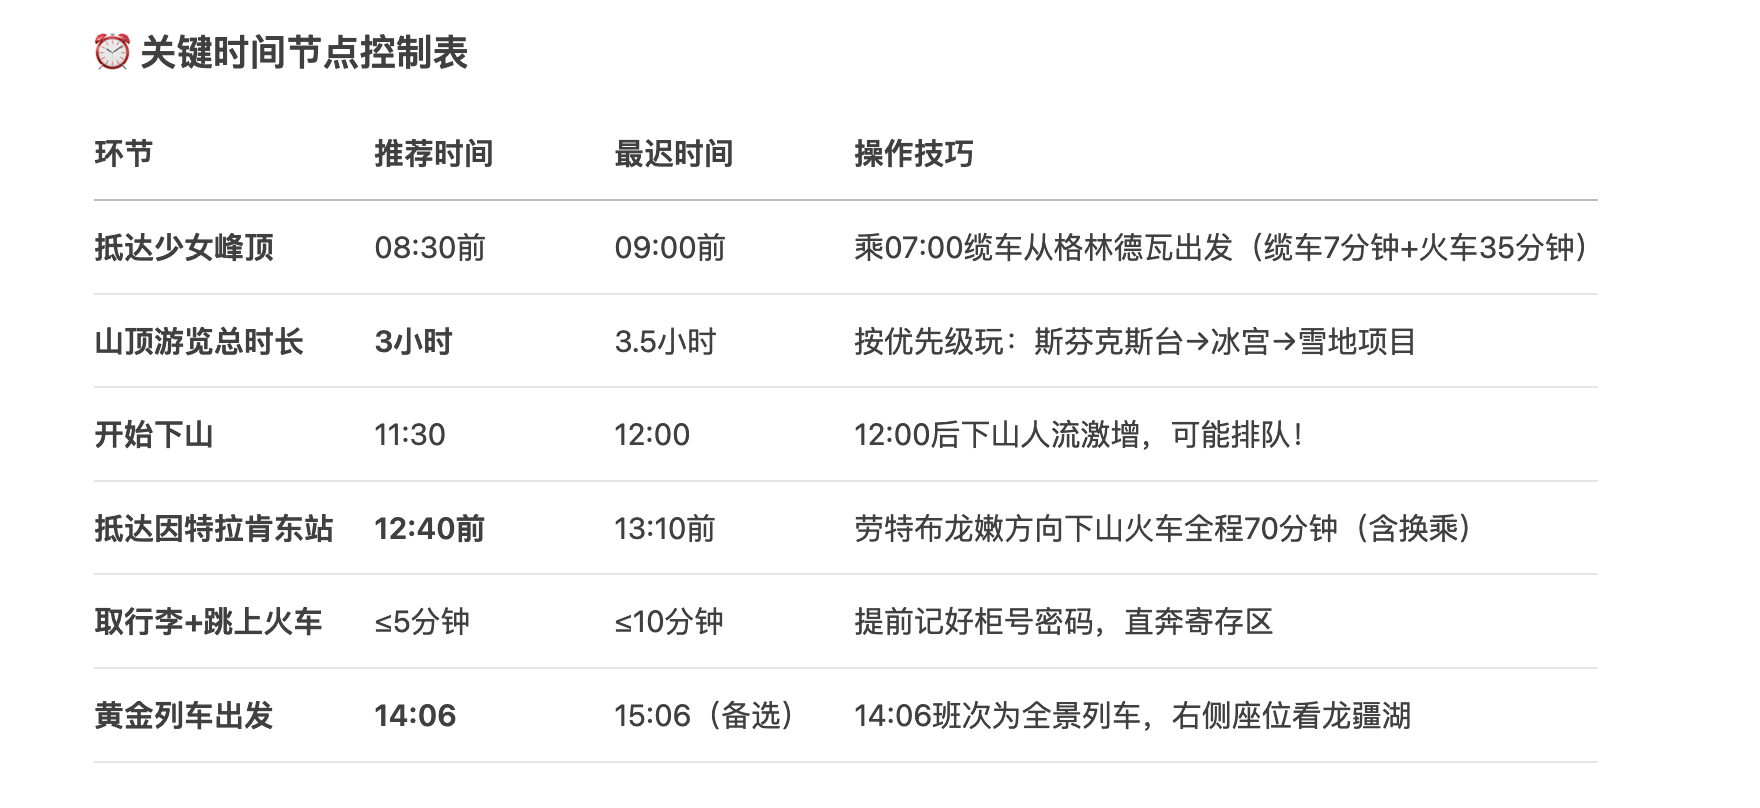 ⏰ 关键时间节点控制表
环节 推荐时间 最迟时间 操作技巧
抵达少女峰顶 08:30前 09:00前 乘07:00缆车从格林德瓦出发（缆车7分钟+火车35分钟）
山顶游览总时长 3小时 3.5小时 按优先级玩：斯芬克斯台→冰宫→雪地项目
开始下山 11:30 12:00 12:00后下山人流激增，可能排队！
抵达因特拉肯东站 12:40前 13:10前 劳特布龙嫩方向下山火车全程70分钟（含换乘）
取行李+跳上火车 ≤5分钟 ≤10分钟 提前记好柜号密码，直奔寄存区
黄金列车出发 14:06 15:06（备选） 14:06班次为全景列车，右侧座位看龙疆湖